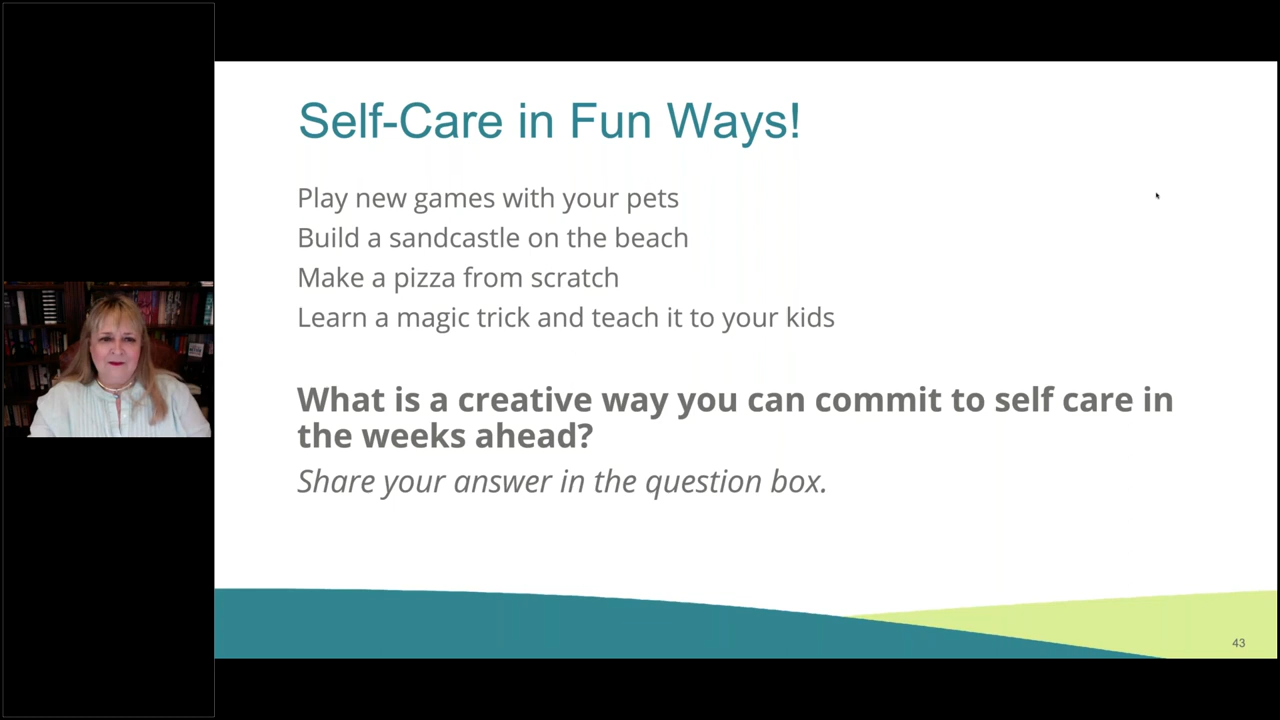 Self-Care in Fun Ways!
Play new games with your pets
Build a sandcastle on the beach
Make a pizza from scratch
Learn a magic trick and teach it to your kids
What is a creative way you can commit to self care in
the weeks ahead?
Share your answer in the question box.
43